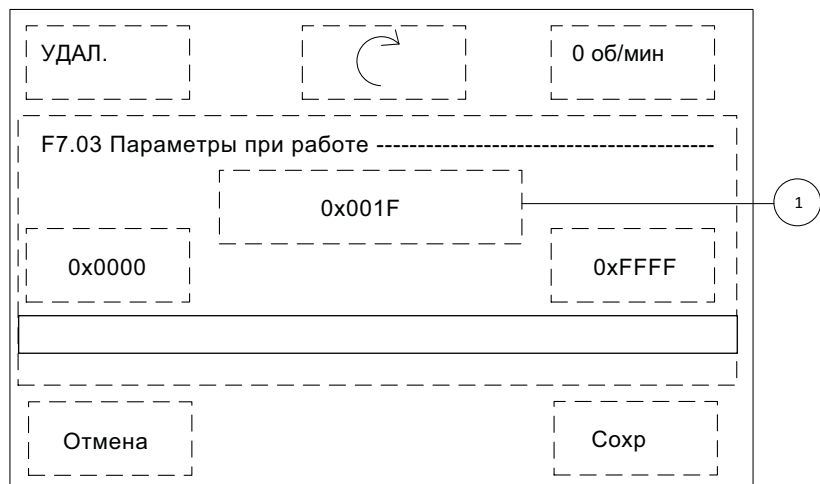 УДАЛ.
0 об/мин
F7.03 Параметры при работе ----------------------------------------
0x001F
1
0x0000
0xFFFF
Отмена
Сохр